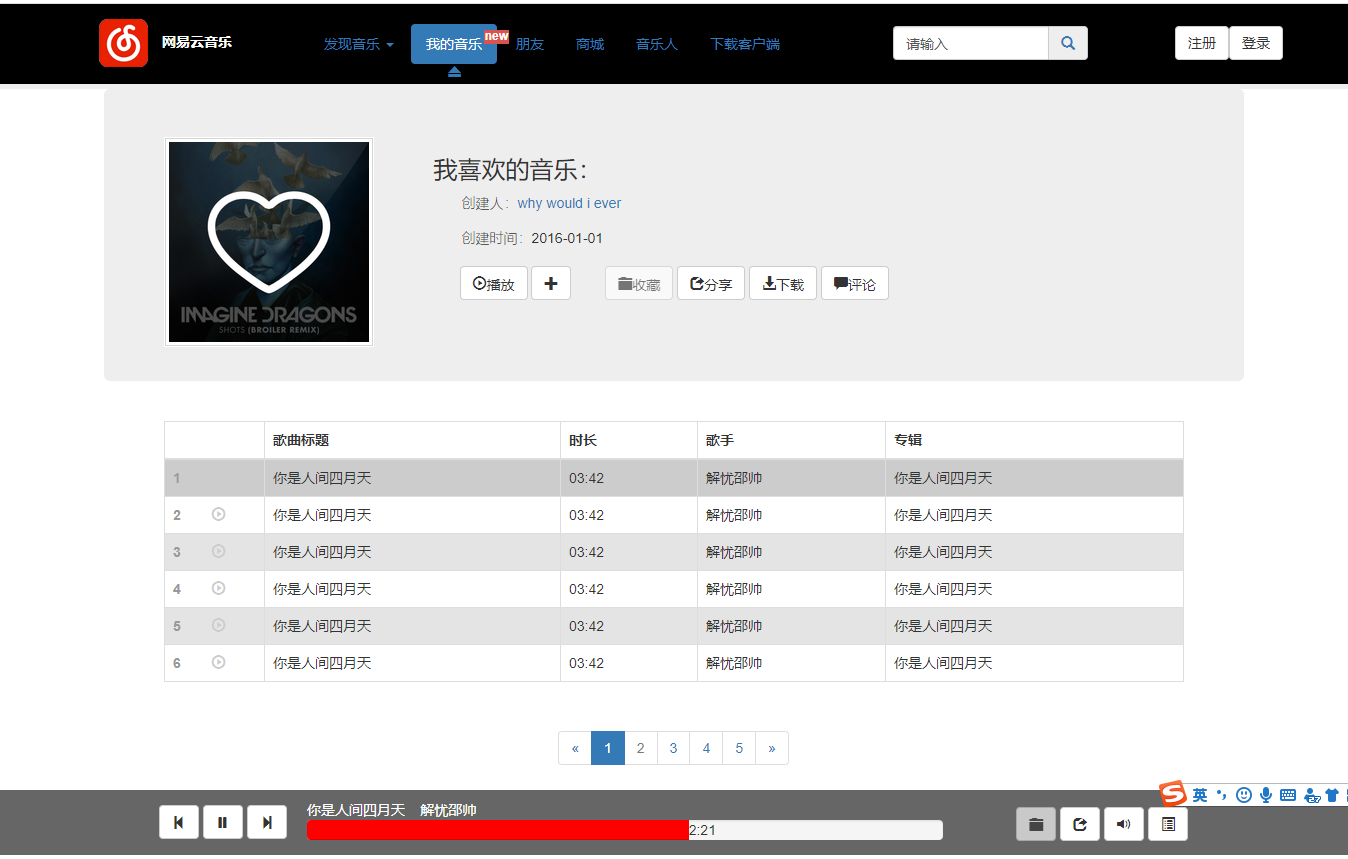 网易云音乐 发现音乐 我的音乐 new 朋友 商城 音乐人 下载客户端 请输入 注册 登录
我喜欢的音乐：
创建人：why would i ever
创建时间：2016-01-01
播放 收藏 分享 下载 评论
IMAGINE DRAGONS
SHOTS (BROILER REMIX)
歌曲标题 时长 歌手 专辑
1 你是人间四月天 03:42 解忧邵帅 你是人间四月天
2 你是人间四月天 03:42 解忧邵帅 你是人间四月天
3 你是人间四月天 03:42 解忧邵帅 你是人间四月天
4 你是人间四月天 03:42 解忧邵帅 你是人间四月天
5 你是人间四月天 03:42 解忧邵帅 你是人间四月天
6 你是人间四月天 03:42 解忧邵帅 你是人间四月天
« 1 2 3 4 5 »
S 英
你是人间四月天 解忧邵帅
2:21